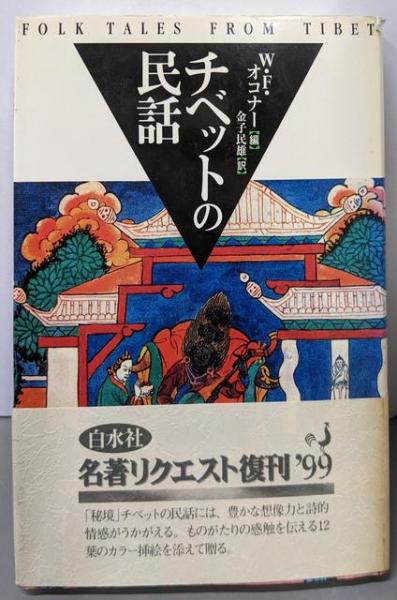 FOLK TALES FROM TIBET
W・F・オコナー【編】
金子民雄【訳】
チベットの
民話
白水社
名著リクエスト復刊'99
「秘境」チベットの民話には、豊かな想像力と詩的
情感がうかがえる。ものがたりの感触を伝える12
葉のカラー挿絵を添えて贈る。